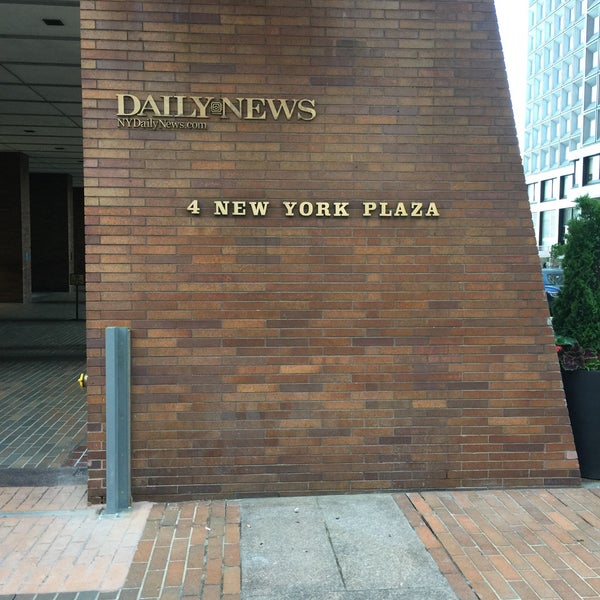 DAILY NEWS
NYDailyNews.com
4 NEW YORK PLAZA